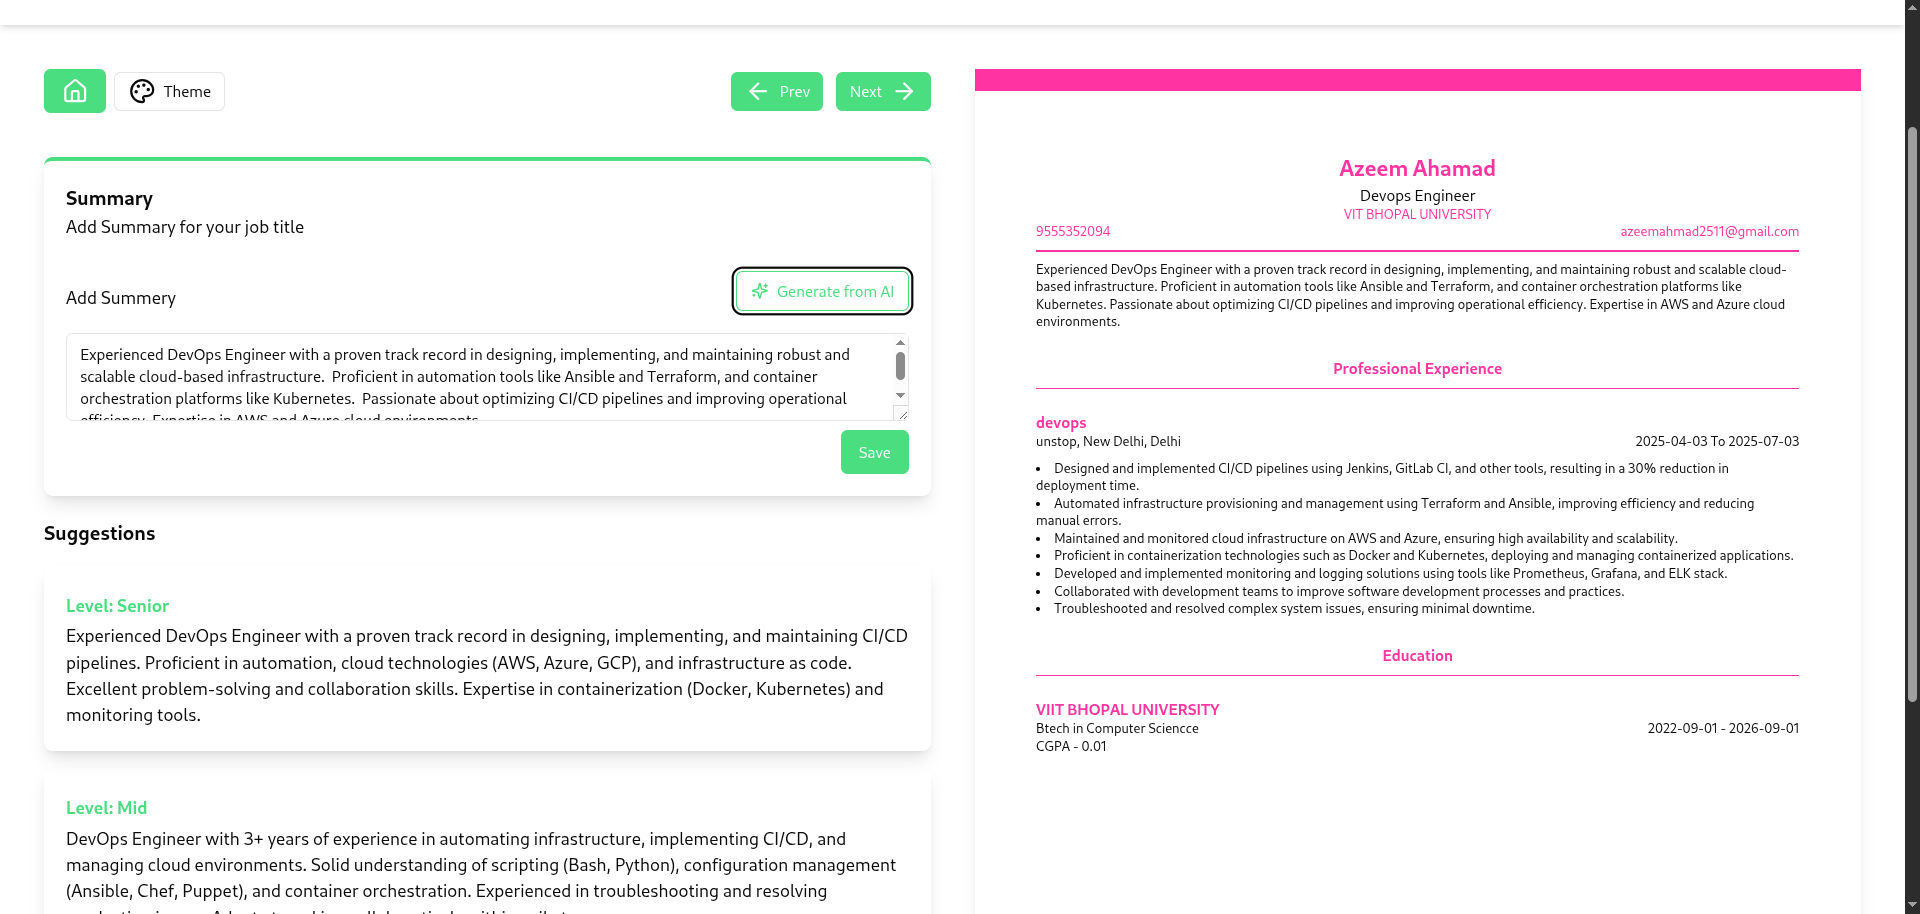 Theme
Prev
Next
Summary
Add Summary for your job title
Add Summery
Generate from AI
Experienced DevOps Engineer with a proven track record in designing, implementing, and maintaining robust and
scalable cloud-based infrastructure.  Proficient in automation tools like Ansible and Terraform, and container
orchestration platforms like Kubernetes.  Passionate about optimizing CI/CD pipelines and improving operational
efficiency. Expertise in AWS and Azure cloud environments.
Save
Suggestions
Level: Senior
Experienced DevOps Engineer with a proven track record in designing, implementing, and maintaining CI/CD
pipelines. Proficient in automation, cloud technologies (AWS, Azure, GCP), and infrastructure as code.
Excellent problem-solving and collaboration skills. Expertise in containerization (Docker, Kubernetes) and
monitoring tools.
Level: Mid
DevOps Engineer with 3+ years of experience in automating infrastructure, implementing CI/CD, and
managing cloud environments. Solid understanding of scripting (Bash, Python), configuration management
(Ansible, Chef, Puppet), and container orchestration. Experienced in troubleshooting and resolving
Azeem Ahamad
Devops Engineer
VIT BHOPAL UNIVERSITY
9555352094 azeemahmad2511@gmail.com
Experienced DevOps Engineer with a proven track record in designing, implementing, and maintaining robust and scalable cloud-
based infrastructure. Proficient in automation tools like Ansible and Terraform, and container orchestration platforms like
Kubernetes. Passionate about optimizing CI/CD pipelines and improving operational efficiency. Expertise in AWS and Azure cloud
environments.
Professional Experience
devops
unstop, New Delhi, Delhi 2025-04-03 To 2025-07-03
• Designed and implemented CI/CD pipelines using Jenkins, GitLab CI, and other tools, resulting in a 30% reduction in
deployment time.
• Automated infrastructure provisioning and management using Terraform and Ansible, improving efficiency and reducing
manual errors.
• Maintained and monitored cloud infrastructure on AWS and Azure, ensuring high availability and scalability.
• Proficient in containerization technologies such as Docker and Kubernetes, deploying and managing containerized applications.
• Developed and implemented monitoring and logging solutions using tools like Prometheus, Grafana, and ELK stack.
• Collaborated with development teams to improve software development processes and practices.
• Troubleshooted and resolved complex system issues, ensuring minimal downtime.
Education
VIIT BHOPAL UNIVERSITY
Btech in Computer Sciencce 2022-09-01 - 2026-09-01
CGPA - 0.01